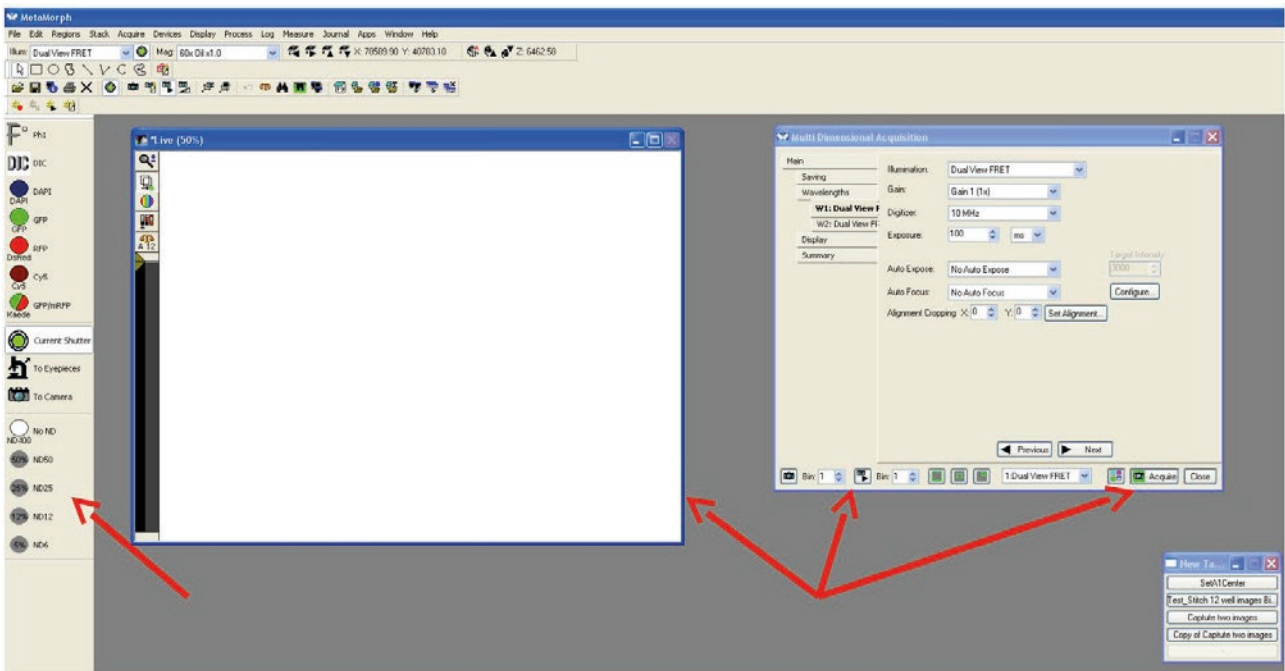 MetaMorph
File Edit Regions Stack Acquire Devices Display Process Log Measure Journal Apps Window Help
Illum: Dual View FRET Mag: 60x Oil x1.0 X: 78589.90 Y: 40783.10 Z: 6462.50
Ph1
DIC DIC
DAPI
DAPI
GFP
GFP
RFP
DsRed
Cy5
Cy5
GFP/mRFP
Kaede
Current Shutter
To Eyepieces
To Camera
No ND
ND-100
50% ND50
25% ND25
12% ND12
ND6
*Live (50%)
A 12
Multi Dimensional Acquisition
Main
Saving
Wavelengths
W1: Dual View F
W2: Dual View FR
Display
Summary
Illumination: Dual View FRET
Gain: Gain 1 (1x)
Digitizer: 10 MHz
Exposure: 100 ms
Target Intensity
Auto Expose: No Auto Expose 3000
Auto Focus: No Auto Focus Configure...
Alignment Cropping X: 0 Y: 0 Set Alignment...
Previous Next
Bin: 1 Bin: 1 1:Dual View FRET Acquire Close
New Ta...
SetA1Center
Test_Stitch 12 well images Bi..
Captute two images
Copy of Captute two images